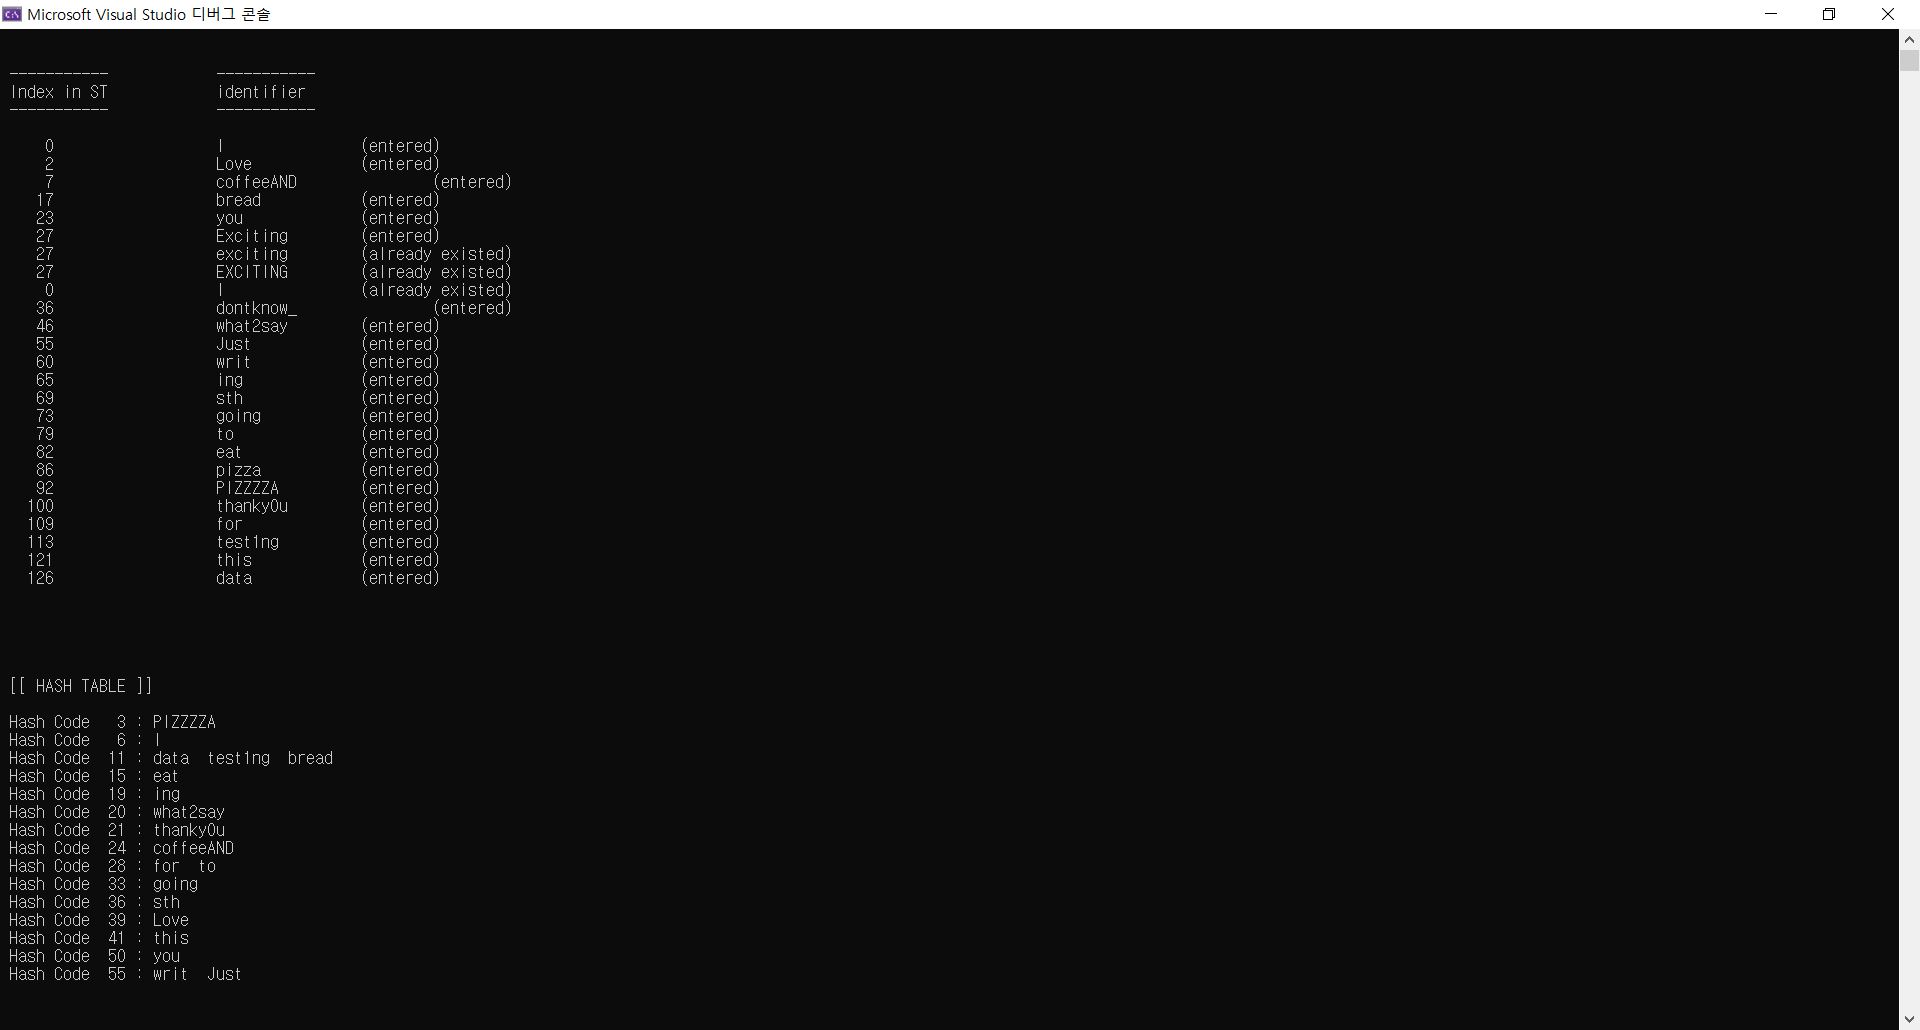 Microsoft Visual Studio 디버그 콘솔
-----------            -----------
Index in ST            identifier
-----------            -----------
0 I (entered)
2 Love (entered)
7 coffeeAND (entered)
17 bread (entered)
23 you (entered)
27 Exciting (entered)
27 exciting (already existed)
27 EXCITING (already existed)
0 I (already existed)
36 dontknow_ (entered)
46 what2say (entered)
55 Just (entered)
60 writ (entered)
65 ing (entered)
69 sth (entered)
73 going (entered)
79 to (entered)
82 eat (entered)
86 pizza (entered)
92 PIZZZZA (entered)
100 thanky0u (entered)
109 for (entered)
113 test1ng (entered)
121 this (entered)
126 data (entered)
[[ HASH TABLE ]]
Hash Code 3 : PIZZZZA
Hash Code 6 : I
Hash Code 11 : data test1ng bread
Hash Code 15 : eat
Hash Code 19 : ing
Hash Code 20 : what2say
Hash Code 21 : thanky0u
Hash Code 24 : coffeeAND
Hash Code 28 : for to
Hash Code 33 : going
Hash Code 36 : sth
Hash Code 39 : Love
Hash Code 41 : this
Hash Code 50 : you
Hash Code 55 : writ Just